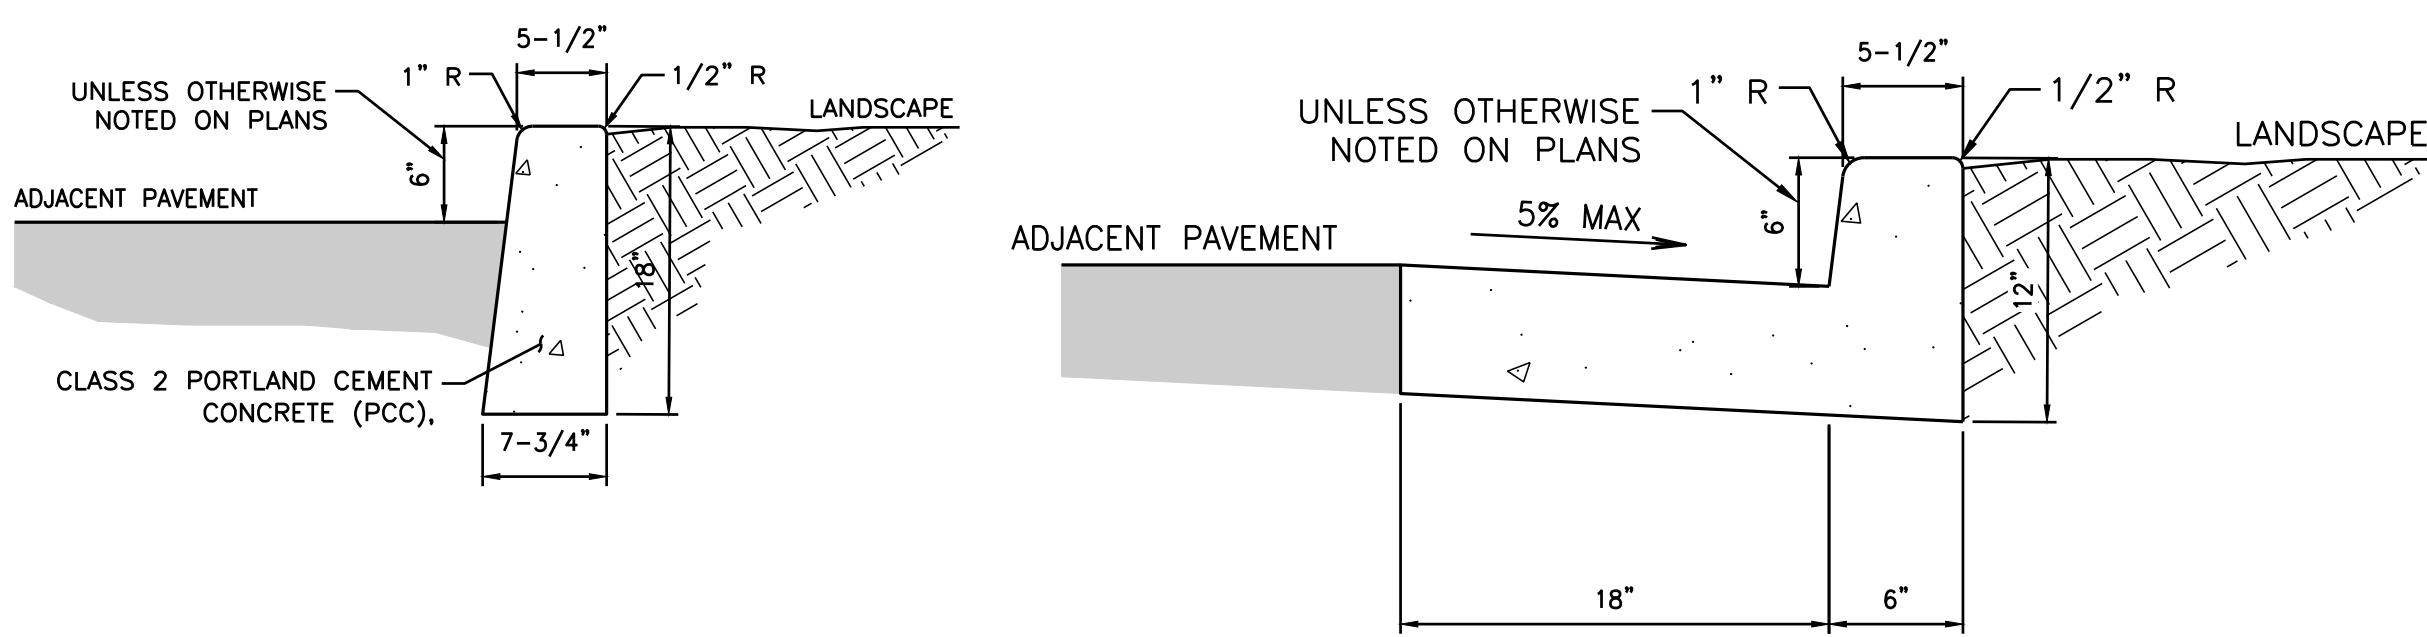 5-1/2"
1" R
1/2" R
UNLESS OTHERWISE
NOTED ON PLANS
LANDSCAPE
6"
ADJACENT PAVEMENT
18"
CLASS 2 PORTLAND CEMENT
CONCRETE (PCC),
7-3/4"
5-1/2"
1" R
1/2" R
UNLESS OTHERWISE
NOTED ON PLANS
LANDSCAPE
6"
5% MAX
ADJACENT PAVEMENT
12"
18"
6"